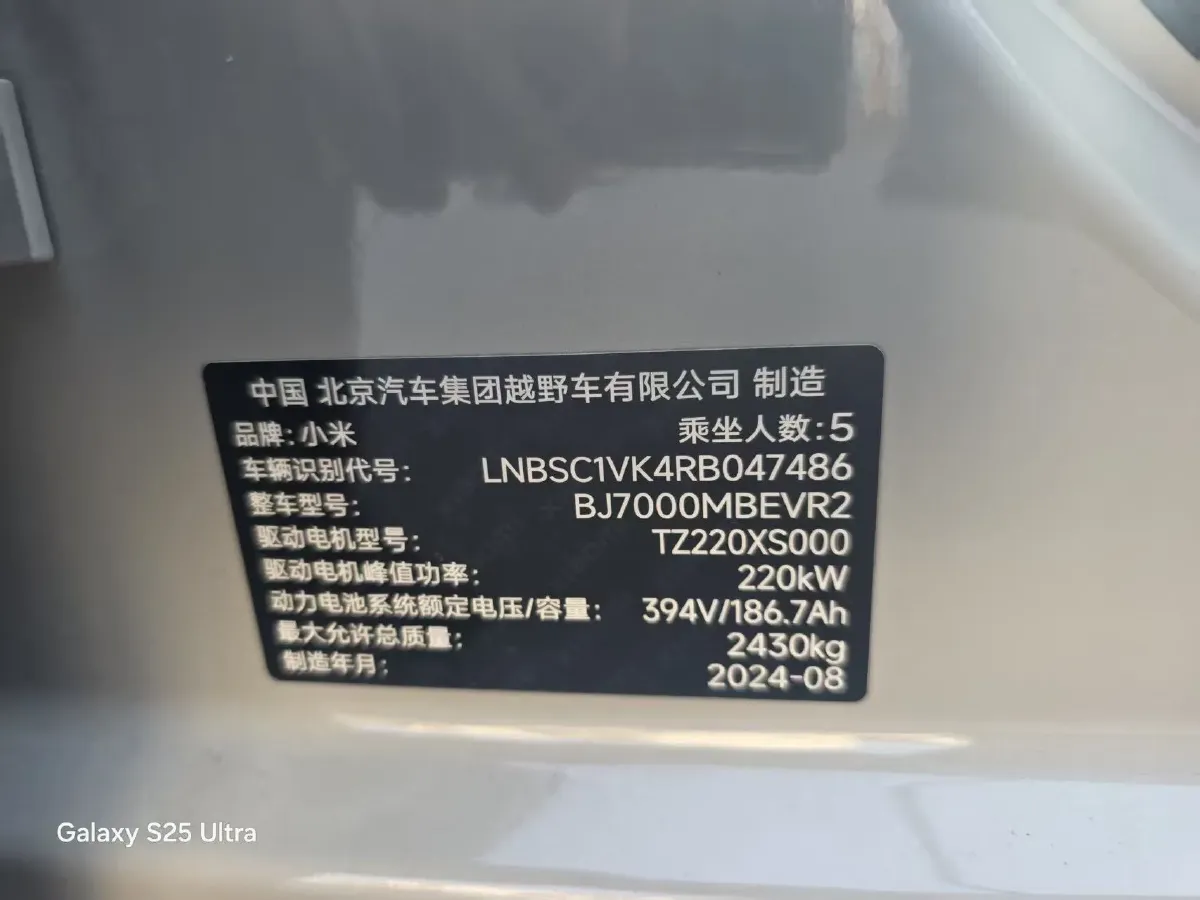 中国 北京汽车集团越野车有限公司 制造
品牌:小米 乘坐人数:5
车辆识别代号: LNBSC1VK4RB047486
整车型号: BJ7000MBEVR2
驱动电机型号: TZ220XS000
驱动电机峰值功率: 220kW
动力电池系统额定电压/容量: 394V/186.7Ah
最大允许总质量: 2430kg
制造年月: 2024-08
Galaxy S25 Ultra